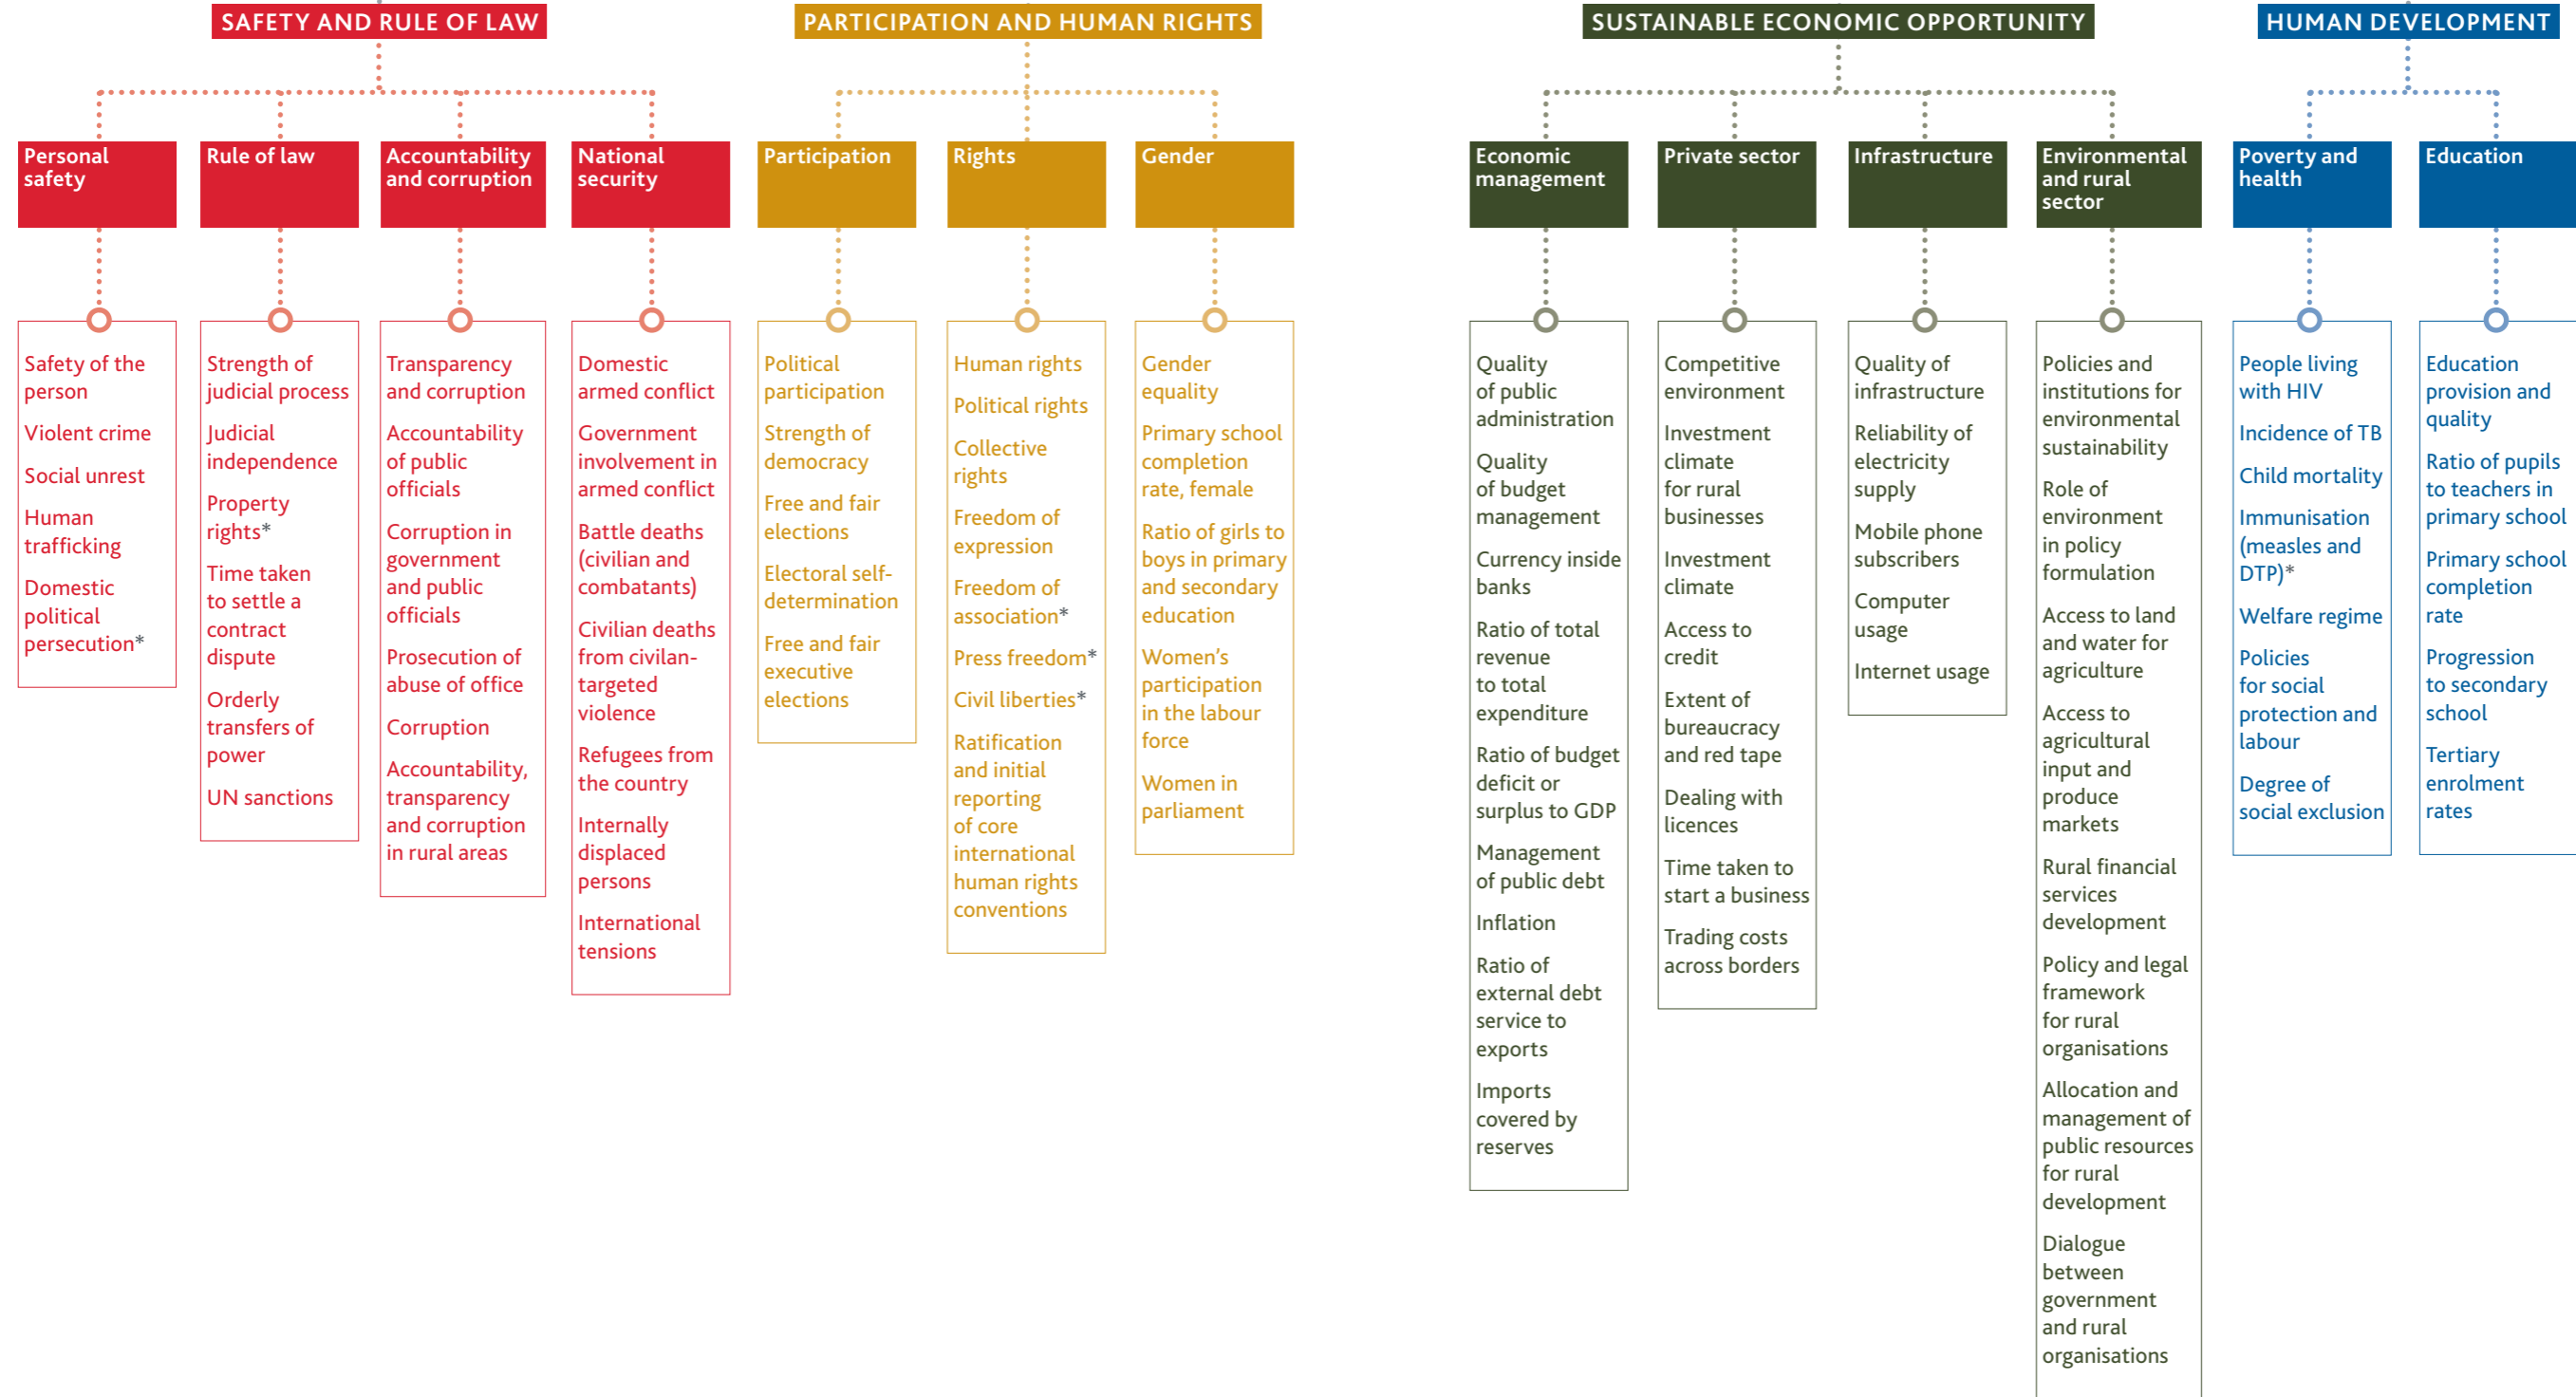 SAFETY AND RULE OF LAW
PARTICIPATION AND HUMAN RIGHTS
SUSTAINABLE ECONOMIC OPPORTUNITY
HUMAN DEVELOPMENT
Personal
safety
Rule of law
Accountability
and corruption
National
security
Participation
Rights
Gender
Economic
management
Private sector
Infrastructure
Environmental
and rural
sector
Poverty and
health
Education
Safety of the
person
Violent crime
Social unrest
Human
trafficking
Domestic
political
persecution*
Strength of
judicial process
Judicial
independence
Property
rights*
Time taken
to settle a
contract
dispute
Orderly
transfers of
power
UN sanctions
Transparency
and corruption
Accountability
of public
officials
Corruption in
government
and public
officials
Prosecution of
abuse of office
Corruption
Accountability,
transparency
and corruption
in rural areas
Domestic
armed conflict
Government
involvement in
armed conflict
Battle deaths
(civilian and
combatants)
Civilian deaths
from civilan-
targeted
violence
Refugees from
the country
Internally
displaced
persons
International
tensions
Political
participation
Strength of
democracy
Free and fair
elections
Electoral self-
determination
Free and fair
executive
elections
Human rights
Political rights
Collective
rights
Freedom of
expression
Freedom of
association*
Press freedom*
Civil liberties*
Ratification
and initial
reporting
of core
international
human rights
conventions
Gender
equality
Primary school
completion
rate, female
Ratio of girls to
boys in primary
and secondary
education
Women's
participation
in the labour
force
Women in
parliament
Quality
of public
administration
Quality
of budget
management
Currency inside
banks
Ratio of total
revenue
to total
expenditure
Ratio of budget
deficit or
surplus to GDP
Management
of public debt
Inflation
Ratio of
external debt
service to
exports
Imports
covered by
reserves
Competitive
environment
Investment
climate
for rural
businesses
Investment
climate
Access to
credit
Extent of
bureaucracy
and red tape
Dealing with
licences
Time taken to
start a business
Trading costs
across borders
Quality of
infrastructure
Reliability of
electricity
supply
Mobile phone
subscribers
Computer
usage
Internet usage
Policies and
institutions for
environmental
sustainability
Role of
environment
in policy
formulation
Access to land
and water for
agriculture
Access to
agricultural
input and
produce
markets
Rural financial
services
development
Policy and legal
framework
for rural
organisations
Allocation and
management of
public resources
for rural
development
Dialogue
between
government
and rural
organisations
People living
with HIV
Incidence of TB
Child mortality
Immunisation
(measles and
DTP)*
Welfare regime
Policies
for social
protection and
labour
Degree of
social exclusion
Education
provision and
quality
Ratio of pupils
to teachers in
primary school
Primary school
completion
rate
Progression
to secondary
school
Tertiary
enrolment
rates